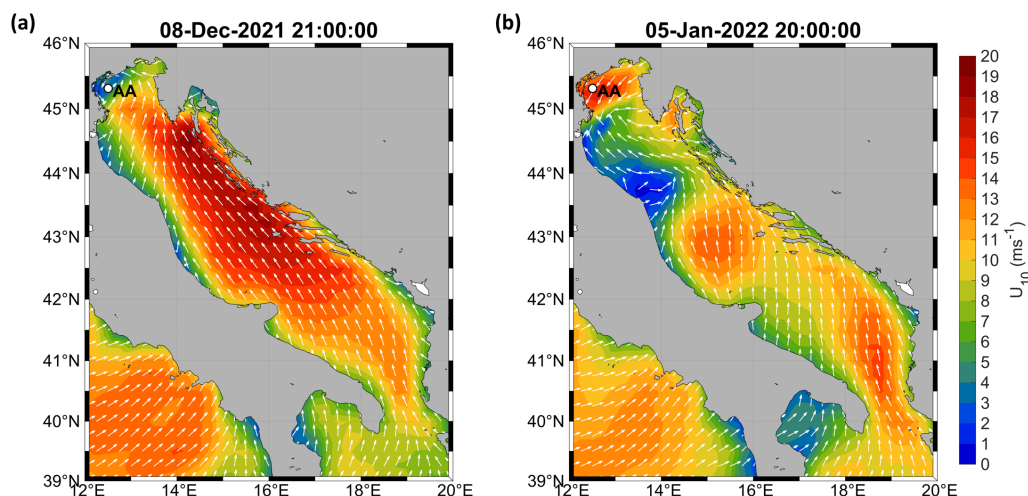 (a)
08-Dec-2021 21:00:00
46°N
45°N
44°N
43°N
42°N
41°N
40°N
39°N
12°E
14°E
16°E
18°E
20°E
AA
(b)
05-Jan-2022 20:00:00
46°N
45°N
44°N
43°N
42°N
41°N
40°N
39°N
12°E
14°E
16°E
18°E
20°E
AA
20
19
18
17
16
15
14
13
12
11
10
9
8
7
6
5
4
3
2
1
0
U10 (ms-1)